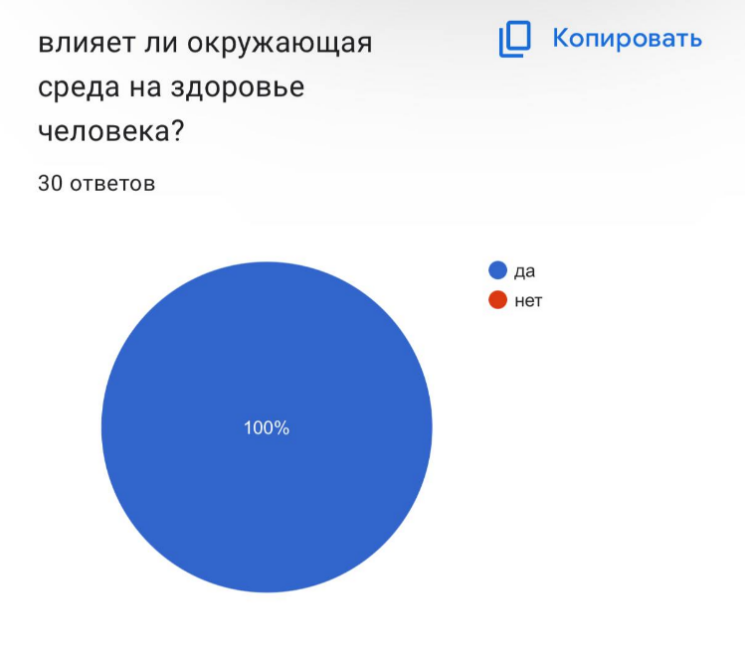 влияет ли окружающая
среда на здоровье
человека?
Копировать
30 ответов
да
нет
100%